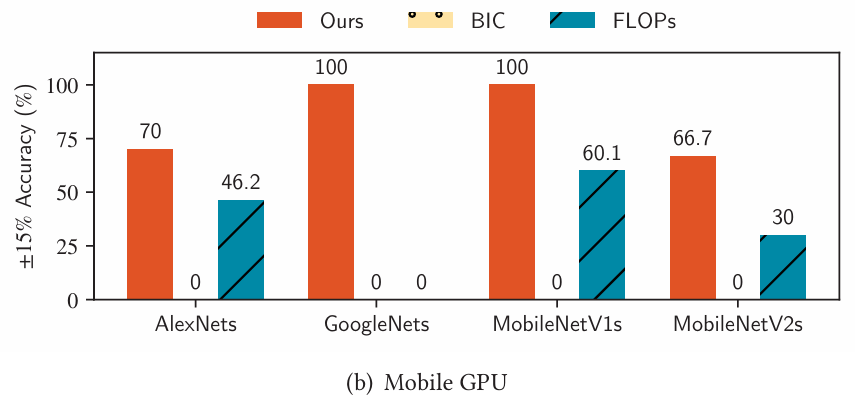 Ours BIC FLOPs
±15% Accuracy (%)
100
75
50
25
0
70 0 46.2
100 0 0
100 0 60.1
66.7 0 30
AlexNets GoogleNets MobileNetV1s MobileNetV2s
(b) Mobile GPU